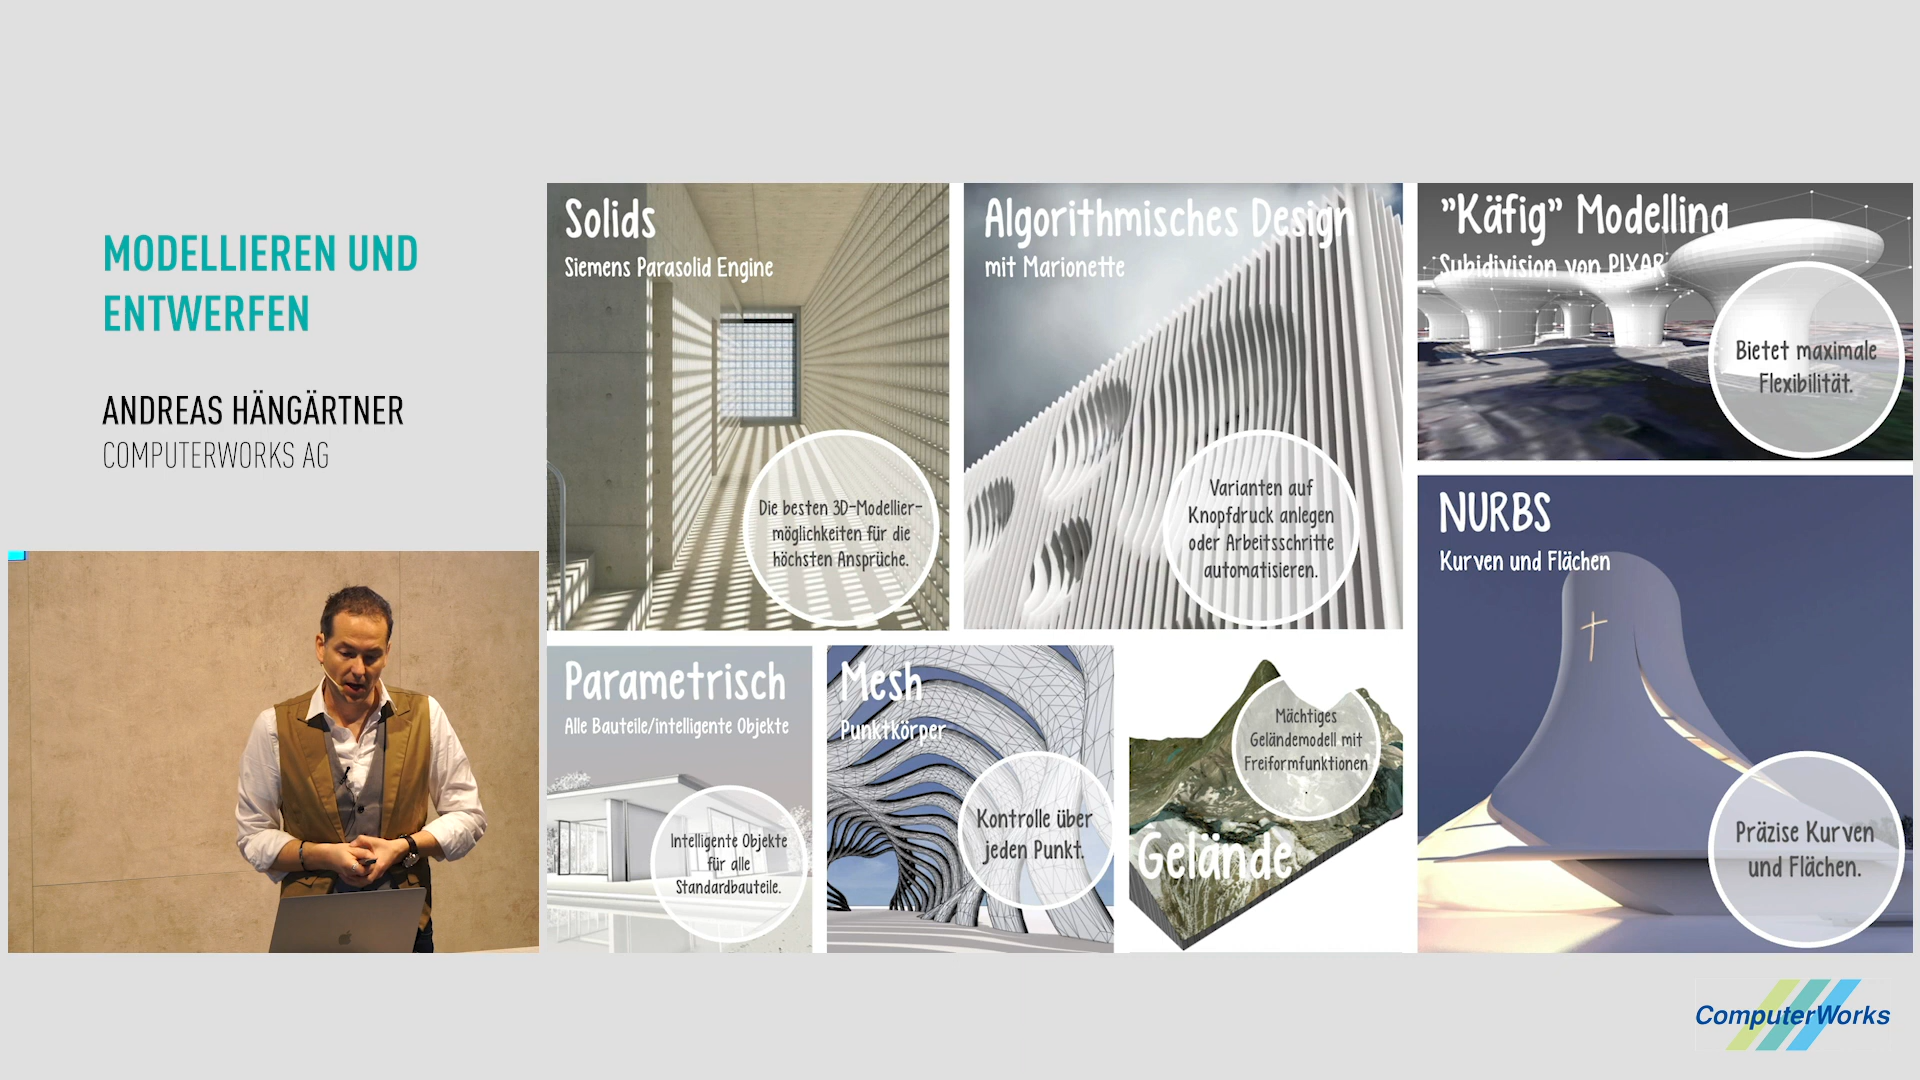 MODELLIEREN UND
ENTWERFEN
ANDREAS HÄNGÄRTNER
COMPUTERWORKS AG
Solids
Siemens Parasolid Engine
Die besten 3D-Modellier-
möglichkeiten für die
höchsten Ansprüche.
Algorithmisches Design
mit Marionette
Varianten auf
Knopfdruck anlegen
oder Arbeitsschritte
automatisieren.
"Käfig" Modelling
Subidivision von PIXAR
Bietet maximale
Flexibilität.
NURBS
Kurven und Flächen
Präzise Kurven
und Flächen.
Parametrisch
Alle Bauteile/intelligente Objekte
Intelligente Objekte
für alle
Standardbauteile.
Mesh
Punktkörper
Kontrolle über
jeden Punkt.
Mächtiges
Geländemodell mit
Freiformfunktionen
.
Gelände
ComputerWorks